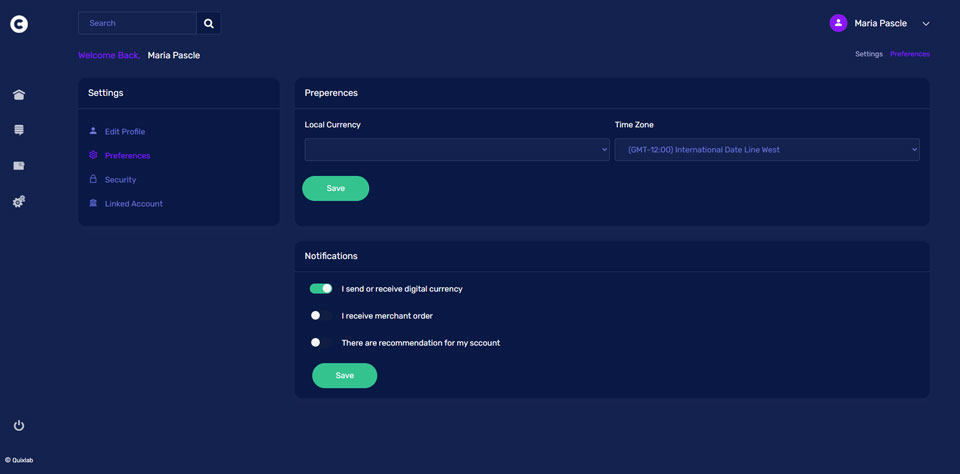 C
Search
Maria Pascle
Welcome Back, Maria Pascle
Settings Preferences
Settings
Edit Profile
Preferences
Security
Linked Account
Preperences
Local Currency
Time Zone
(GMT-12:00) International Date Line West
Save
Notifications
I send or receive digital currency
I receive merchant order
There are recommendation for my sccount
Save
© Quixlab